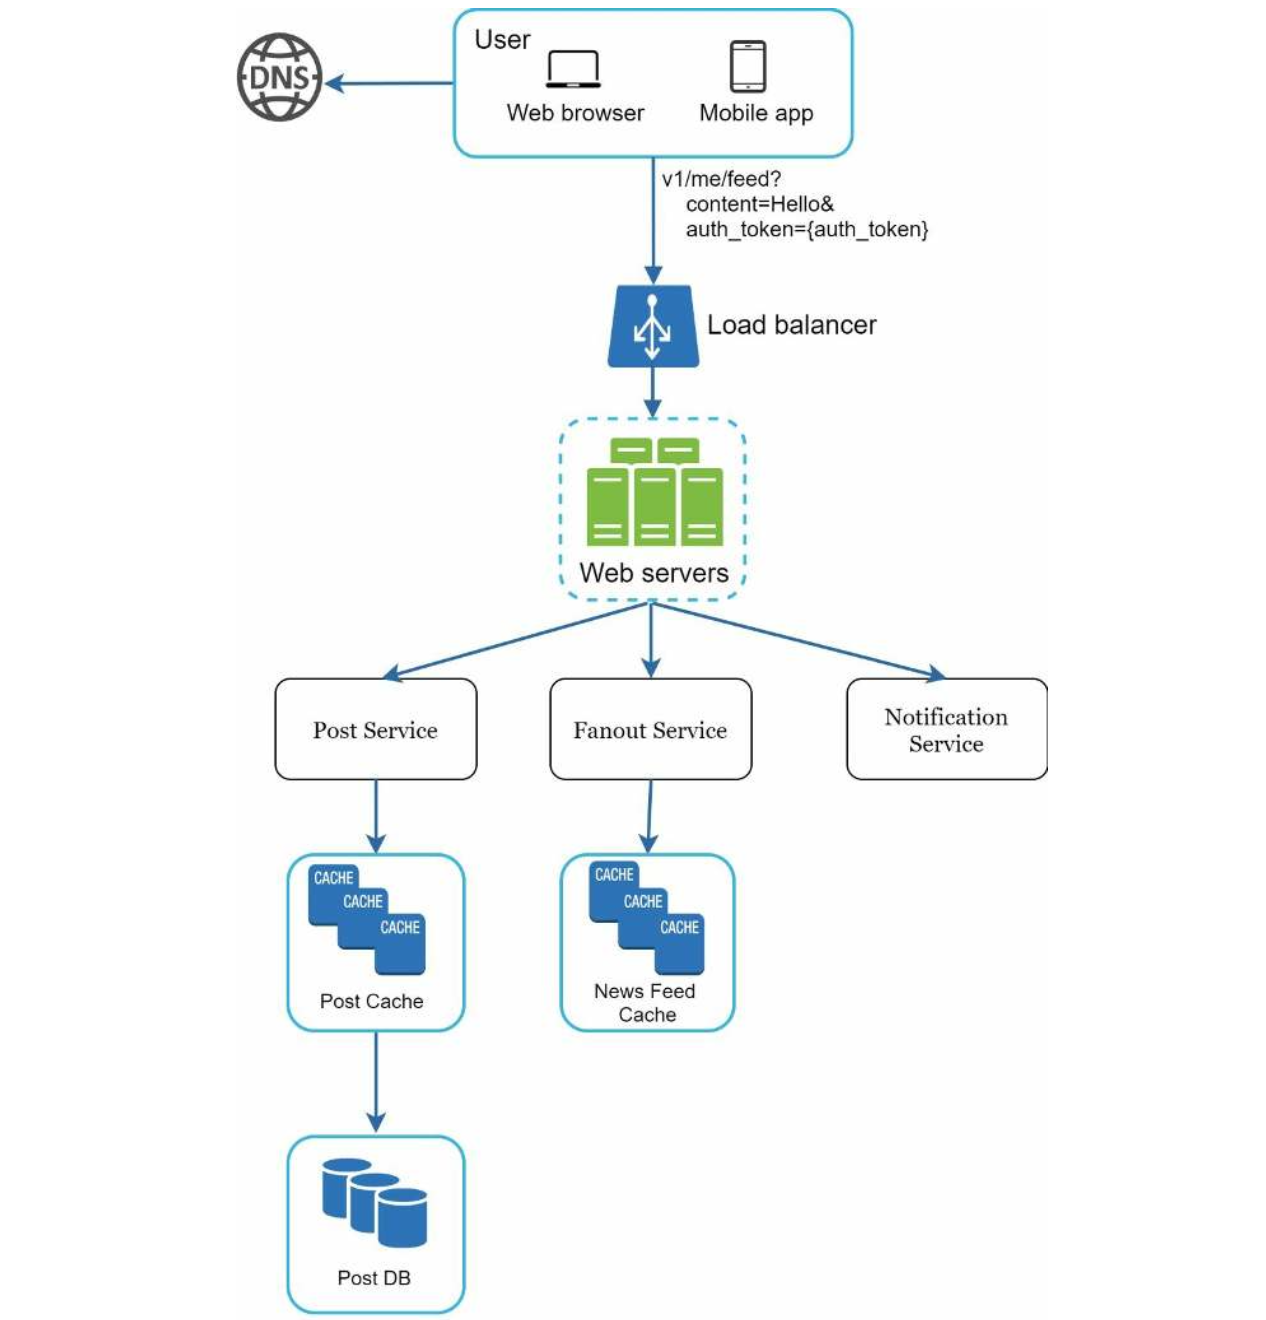 User
DNS
Web browser
Mobile app
v1/me/feed?
content=Hello&
auth_token={auth_token}
Load balancer
Web servers
Post Service
Fanout Service
Notification
Service
CACHE
CACHE
CACHE
Post Cache
CACHE
CACHE
CACHE
News Feed
Cache
Post DB